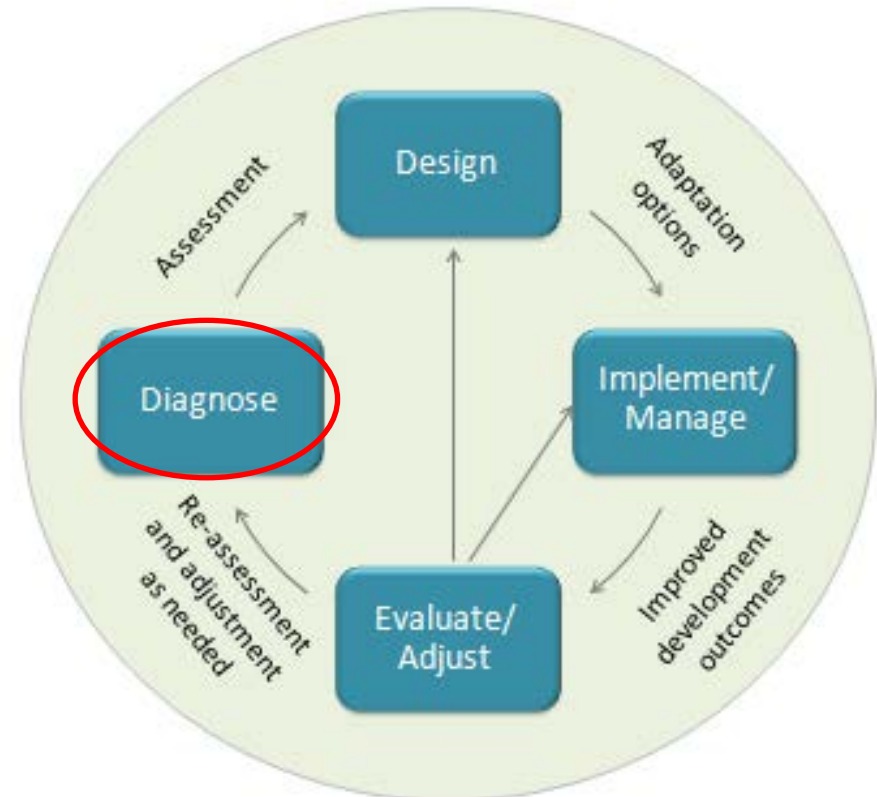 Design
Assessment
Adaptation
options
Diagnose
Implement/
Manage
Re-assessment
and adjustment
as needed
Evaluate/
Adjust
Improved
development
outcomes